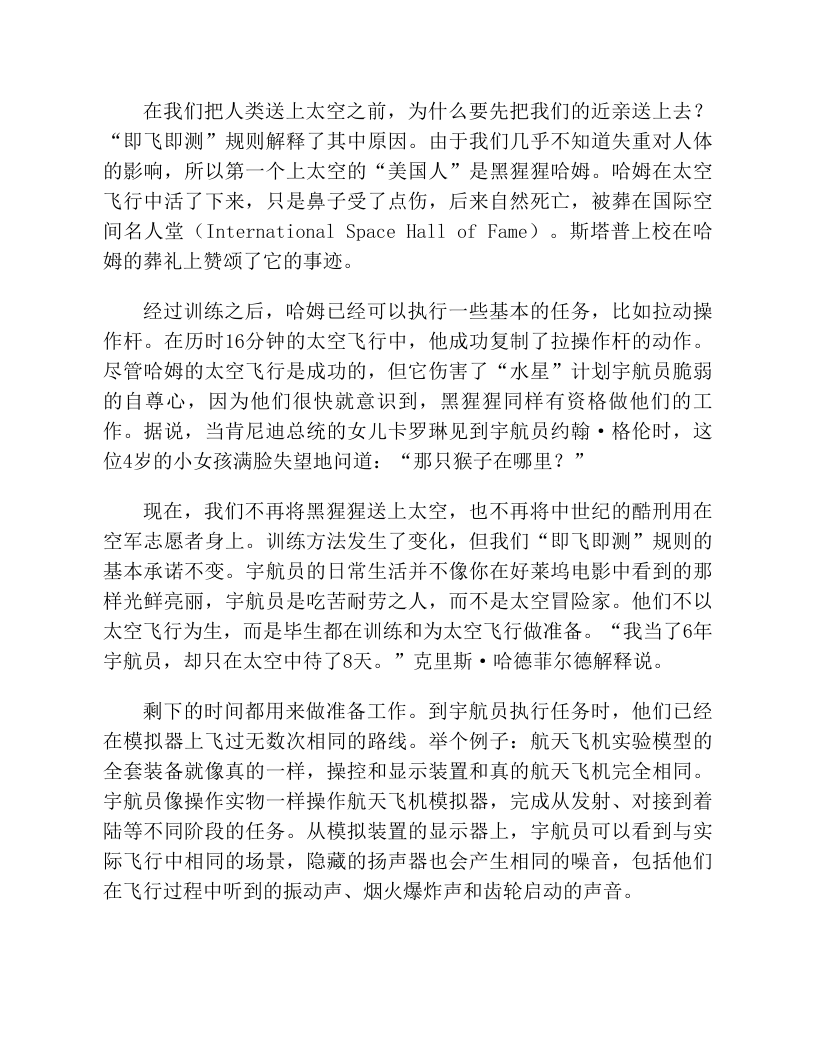 在我们把人类送上太空之前，为什么要先把我们的近亲送上去？
“即飞即测”规则解释了其中原因。由于我们几乎不知道失重对人体
的影响，所以第一个上太空的“美国人”是黑猩猩哈姆。哈姆在太空
飞行中活了下来，只是鼻子受了点伤，后来自然死亡，被葬在国际空
间名人堂（International Space Hall of Fame）。斯塔普上校在哈
姆的葬礼上赞颂了它的事迹。
经过训练之后，哈姆已经可以执行一些基本的任务，比如拉动操
作杆。在历时16分钟的太空飞行中，他成功复制了拉操作杆的动作。
尽管哈姆的太空飞行是成功的，但它伤害了“水星”计划宇航员脆弱
的自尊心，因为他们很快就意识到，黑猩猩同样有资格做他们的工
作。据说，当肯尼迪总统的女儿卡罗琳见到宇航员约翰·格伦时，这
位4岁的小女孩满脸失望地问道：“那只猴子在哪里？”
现在，我们不再将黑猩猩送上太空，也不再将中世纪的酷刑用在
空军志愿者身上。训练方法发生了变化，但我们“即飞即测”规则的
基本承诺不变。宇航员的日常生活并不像你在好莱坞电影中看到的那
样光鲜亮丽，宇航员是吃苦耐劳之人，而不是太空冒险家。他们不以
太空飞行为生，而是毕生都在训练和为太空飞行做准备。“我当了6年
宇航员，却只在太空中待了8天。”克里斯·哈德菲尔德解释说。
剩下的时间都用来做准备工作。到宇航员执行任务时，他们已经
在模拟器上飞过无数次相同的路线。举个例子：航天飞机实验模型的
全套装备就像真的一样，操控和显示装置和真的航天飞机完全相同。
宇航员像操作实物一样操作航天飞机模拟器，完成从发射、对接到着
陆等不同阶段的任务。从模拟装置的显示器上，宇航员可以看到与实
际飞行中相同的场景，隐藏的扬声器也会产生相同的噪音，包括他们
在飞行过程中听到的振动声、烟火爆炸声和齿轮启动的声音。